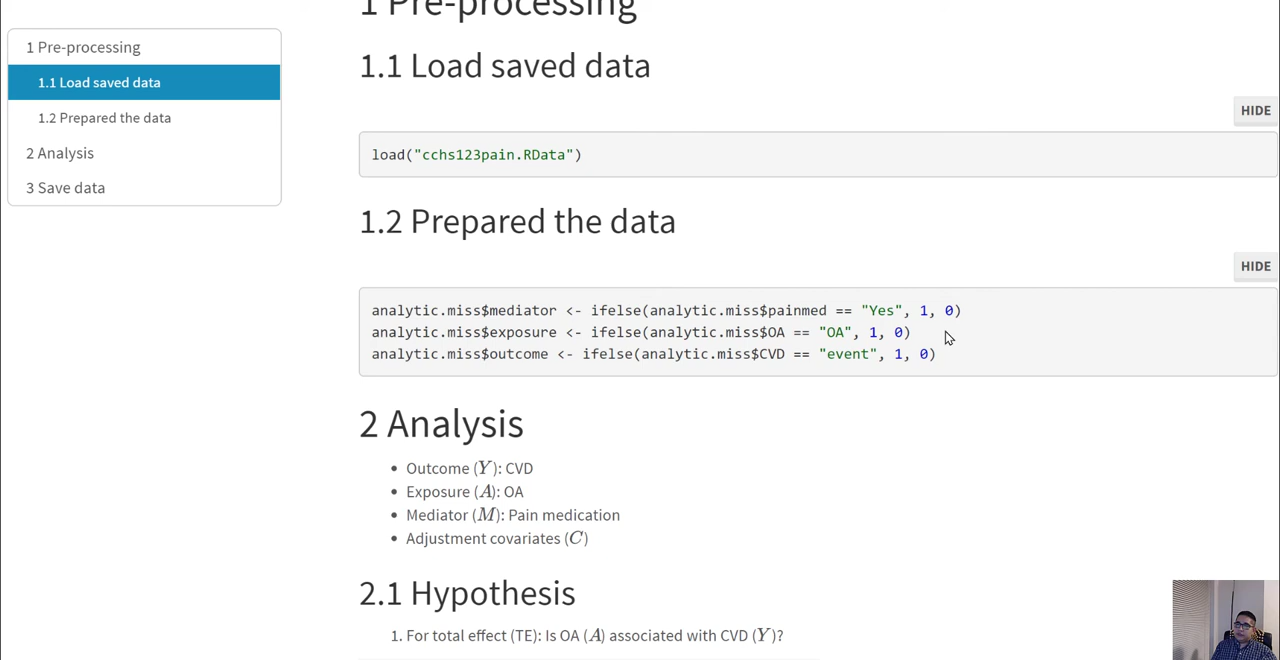 1 Pre-processing
1.1 Load saved data
1.2 Prepared the data
2 Analysis
3 Save data
1 Pre-processing
1.1 Load saved data
HIDE
load("cchs123pain.RData")
1.2 Prepared the data
HIDE
analytic.miss$mediator <- ifelse(analytic.miss$painmed == "Yes", 1, 0)
analytic.miss$exposure <- ifelse(analytic.miss$OA == "OA", 1, 0)
analytic.miss$outcome <- ifelse(analytic.miss$CVD == "event", 1, 0)
2 Analysis
• Outcome (Y): CVD
• Exposure (A): OA
• Mediator (M): Pain medication
• Adjustment covariates (C)
2.1 Hypothesis
1. For total effect (TE): Is OA (A) associated with CVD (Y)?